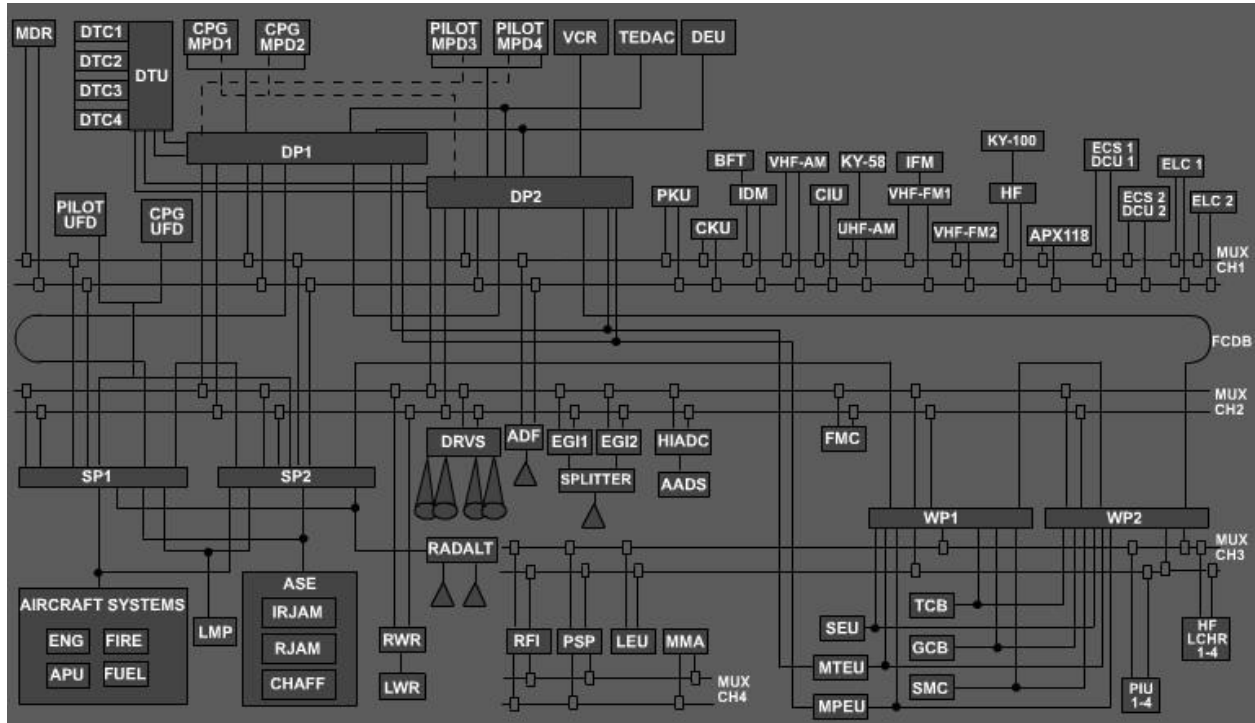 MDR
DTC1
DTC2
DTC3
DTC4
DTU
CPG
MPD1
CPG
MPD2
PILOT
MPD3
PILOT
MPD4
VCR
TEDAC
DEU
DP1
DP2
PILOT
UFD
CPG
UFD
PKU
CKU
BFT
IDM
VHF-AM
CIU
KY-58
UHF-AM
IFM
VHF-FM1
VHF-FM2
KY-100
HF
APX118
ECS 1
DCU 1
ECS 2
DCU 2
ELC 1
ELC 2
MUX
CH1
FCDB
MUX
CH2
SP1
SP2
DRVS
ADF
EGI1
EGI2
SPLITTER
HIADC
AADS
FMC
WP1
WP2
MUX
CH3
RADALT
AIRCRAFT SYSTEMS
ENG
FIRE
APU
FUEL
LMP
ASE
IRJAM
RJAM
CHAFF
RWR
LWR
RFI
PSP
LEU
MMA
MUX
CH4
SEU
MTEU
MPEU
TCB
GCB
SMC
PIU
1-4
HF
LCHR
1-4